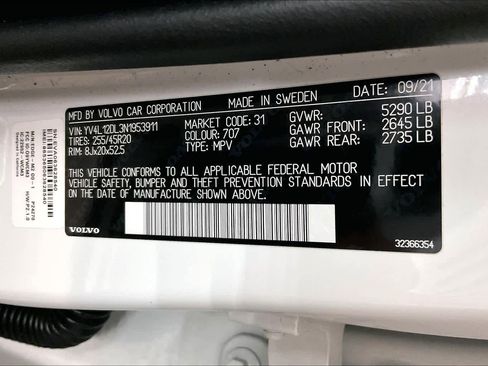 MFD BY: VOLVO CAR CORPORATION MADE IN SWEDEN DATE: 09/21
VIN: YV4L12DL3N1953911 MARKET CODE: 31 GVWR: 5290 LB
TIRES: 255/45R20 COLOUR: 707 GAWR FRONT: 2645 LB
RIM: 8Jx20x52.5 TYPE: MPV GAWR REAR: 2735 LB
THIS VEHICLE CONFORMS TO ALL APPLICABLE FEDERAL MOTOR
VEHICLE SAFETY, BUMPER AND THEFT PREVENTION STANDARDS IN EFFECT
ON THE DATE OF MANUFACTURE SHOWN ABOVE.
VOLVO
32366354